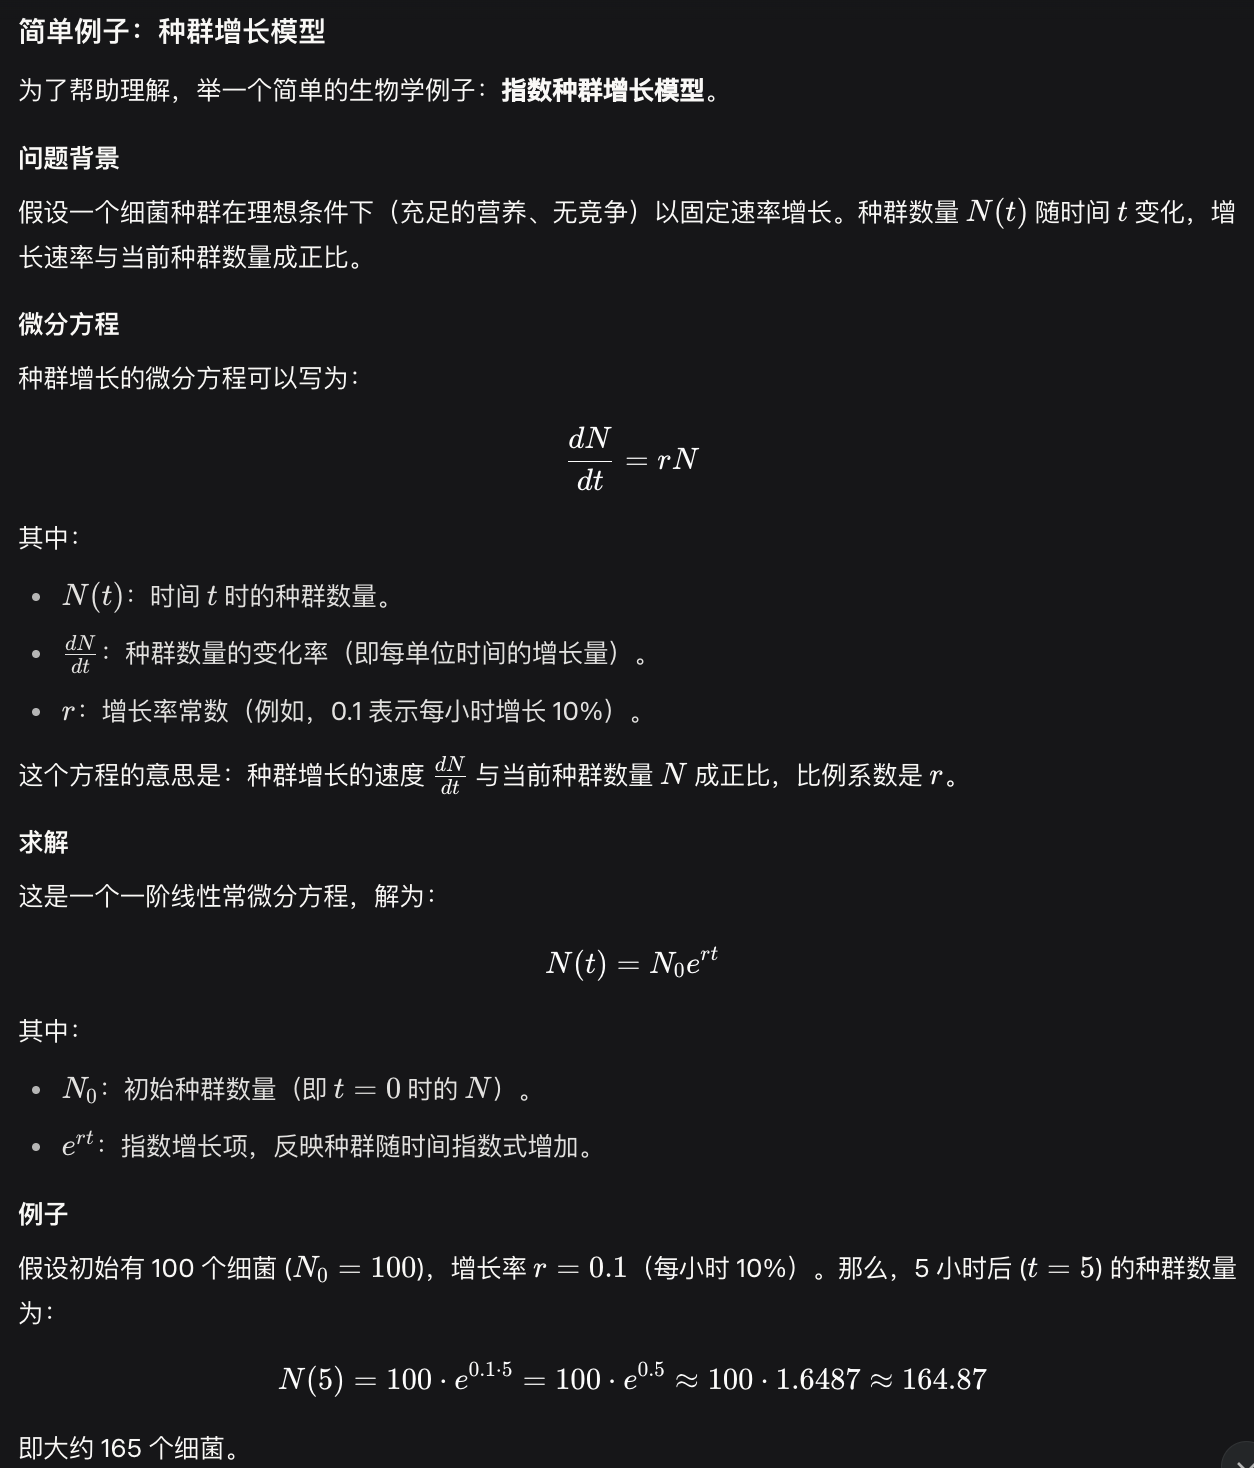 简单例子：种群增长模型
为了帮助理解，举一个简单的生物学例子：指数种群增长模型。
问题背景
假设一个细菌种群在理想条件下（充足的营养、无竞争）以固定速率增长。种群数量 N(t) 随时间 t 变化，增
长速率与当前种群数量成正比。
微分方程
种群增长的微分方程可以写为：
\frac{dN}{dt} = rN
其中：
• N(t)：时间 t 时的种群数量。
• \frac{dN}{dt}：种群数量的变化率（即每单位时间的增长量）。
• r：增长率常数（例如，0.1 表示每小时增长 10%）。
这个方程的意思是：种群增长的速度 \frac{dN}{dt} 与当前种群数量 N 成正比，比例系数是 r。
求解
这是一个一阶线性常微分方程，解为：
N(t) = N_0e^{rt}
其中：
• N_0：初始种群数量（即 t = 0 时的 N）。
• e^{rt}：指数增长项，反映种群随时间指数式增加。
例子
假设初始有 100 个细菌 (N_0 = 100)，增长率 r = 0.1（每小时 10%）。那么，5 小时后 (t = 5) 的种群数量
为：
N(5) = 100 · e^{0.1·5} = 100 · e^{0.5} ≈ 100 · 1.6487 ≈ 164.87
即大约 165 个细菌。